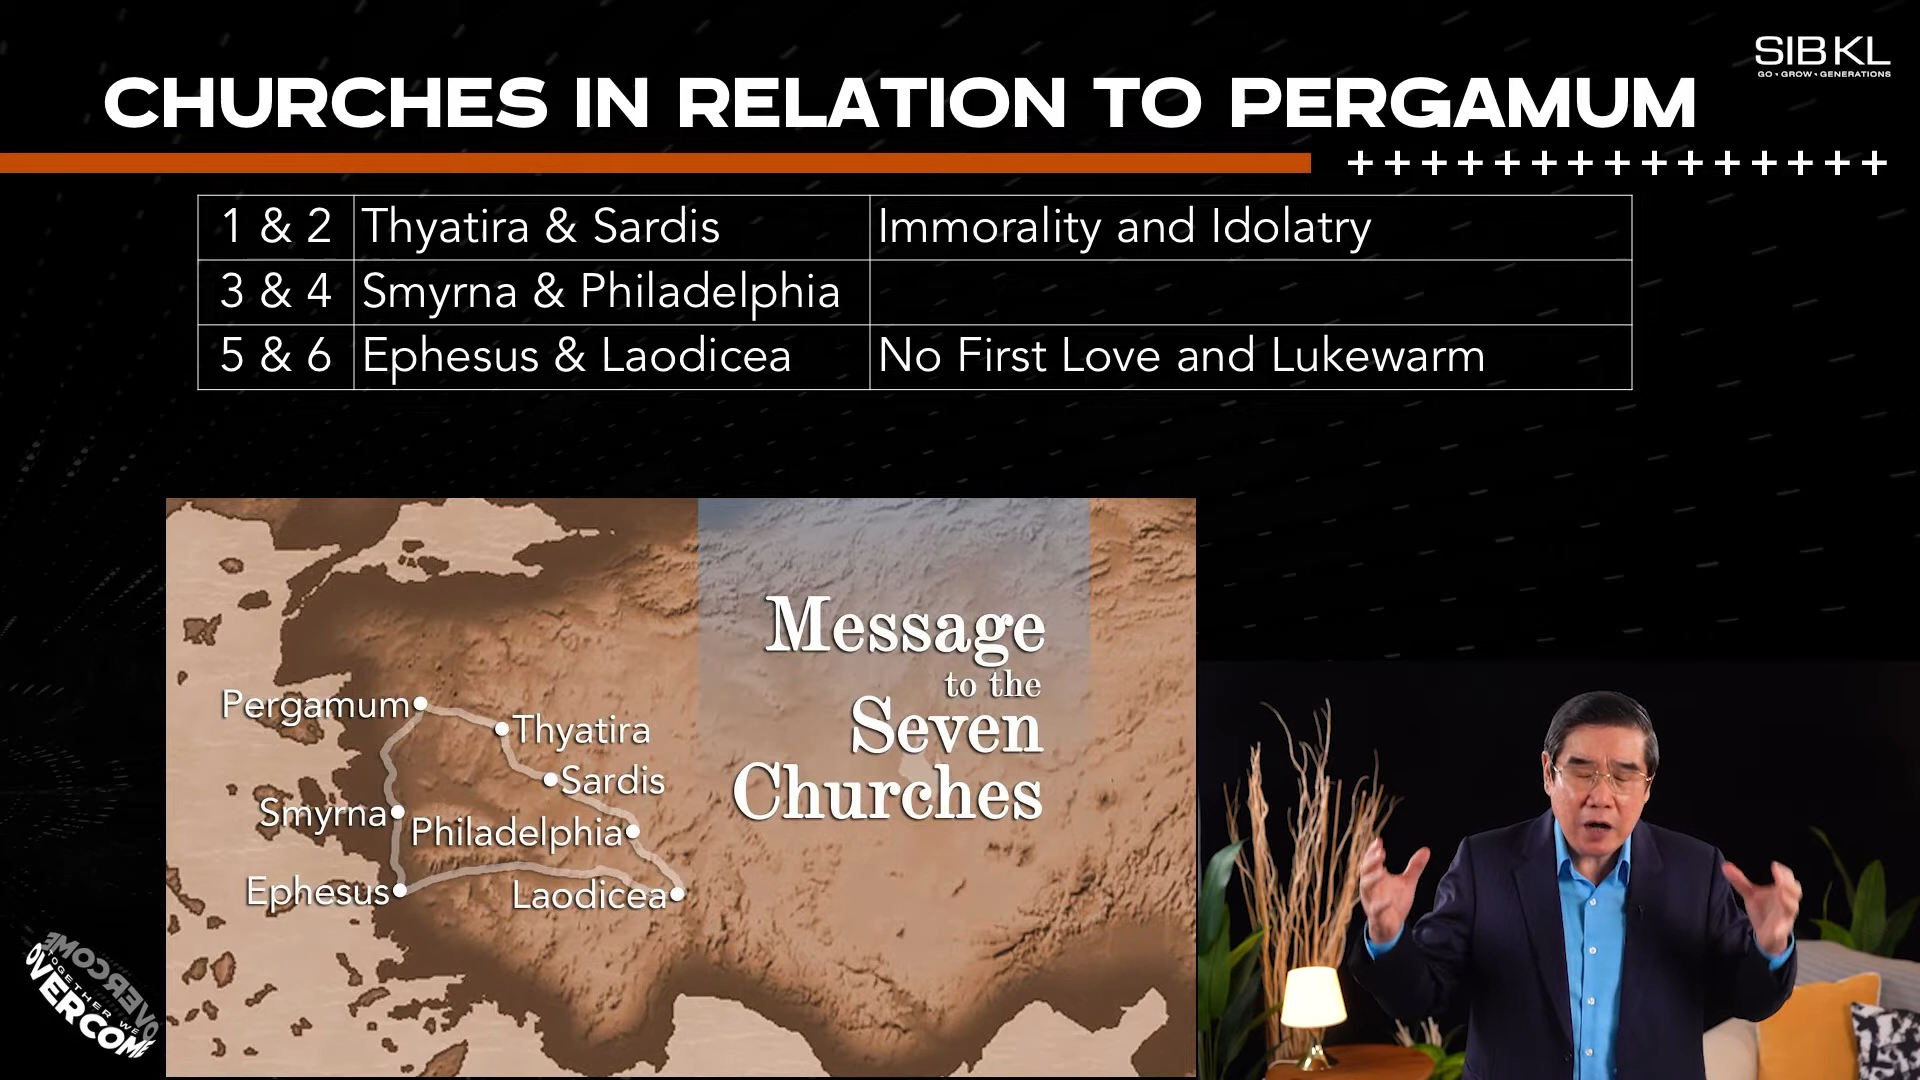 SIBKL
GO • GROW • GENERATIONS
CHURCHES IN RELATION TO PERGAMUM
+++++++++++++++
1 & 2 Thyatira & Sardis Immorality and Idolatry
3 & 4 Smyrna & Philadelphia
5 & 6 Ephesus & Laodicea No First Love and Lukewarm
Message
to the
Seven
Churches
Pergamum
Thyatira
Sardis
Smyrna
Philadelphia
Ephesus
Laodicea
OVERCOME
TOGETHER WE
OVERCOME